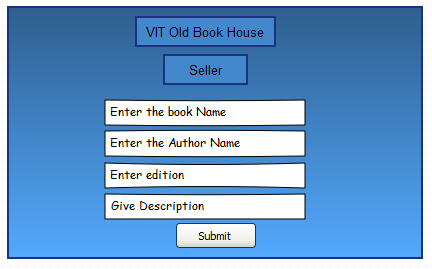 VIT Old Book House
Seller
Enter the book Name
Enter the Author Name
Enter edition
Give Description
Submit